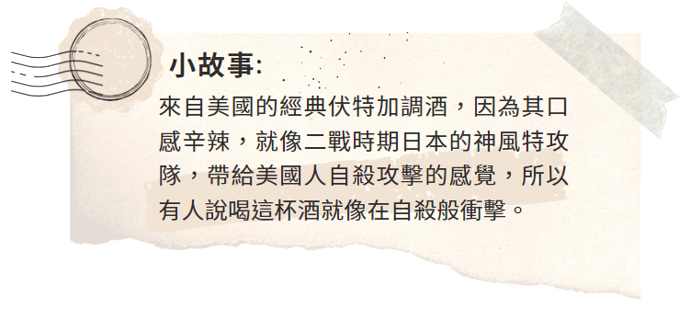 小故事:
來自美國的經典伏特加調酒，因為其口
感辛辣，就像二戰時期日本的神風特攻
隊，帶給美國人自殺攻擊的感覺，所以
有人說喝這杯酒就像在自殺般衝擊。